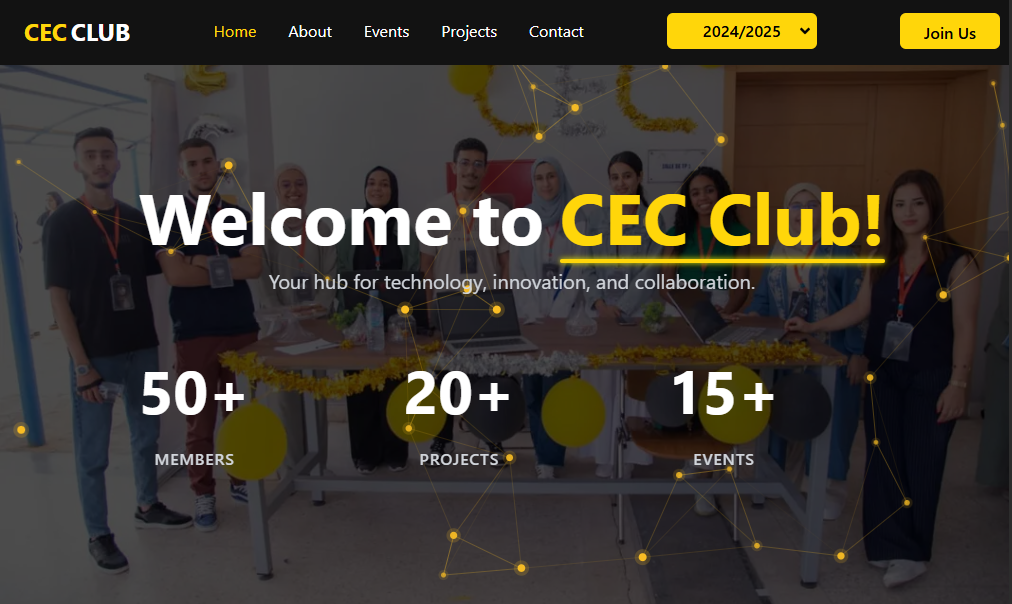 CEC CLUB
Home About Events Projects Contact
2024/2025
Join Us
Welcome to CEC Club!
Your hub for technology, innovation, and collaboration.
50+ 20+ 15+
MEMBERS PROJECTS EVENTS